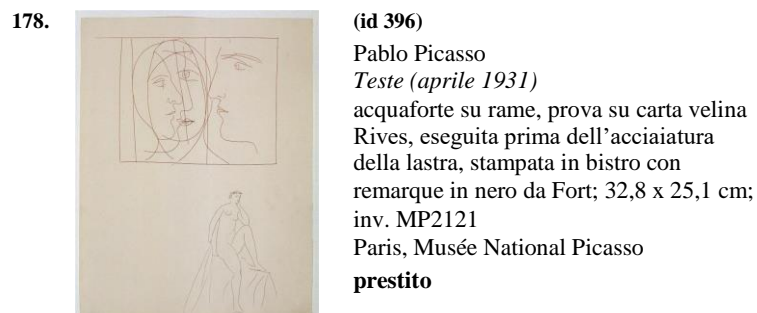 178.
(id 396)
Pablo Picasso
Teste (aprile 1931)
acquaforte su rame, prova su carta velina
Rives, eseguita prima dell’acciaiatura
della lastra, stampata in bistro con
remarque in nero da Fort; 32,8 x 25,1 cm;
inv. MP2121
Paris, Musée National Picasso
prestito